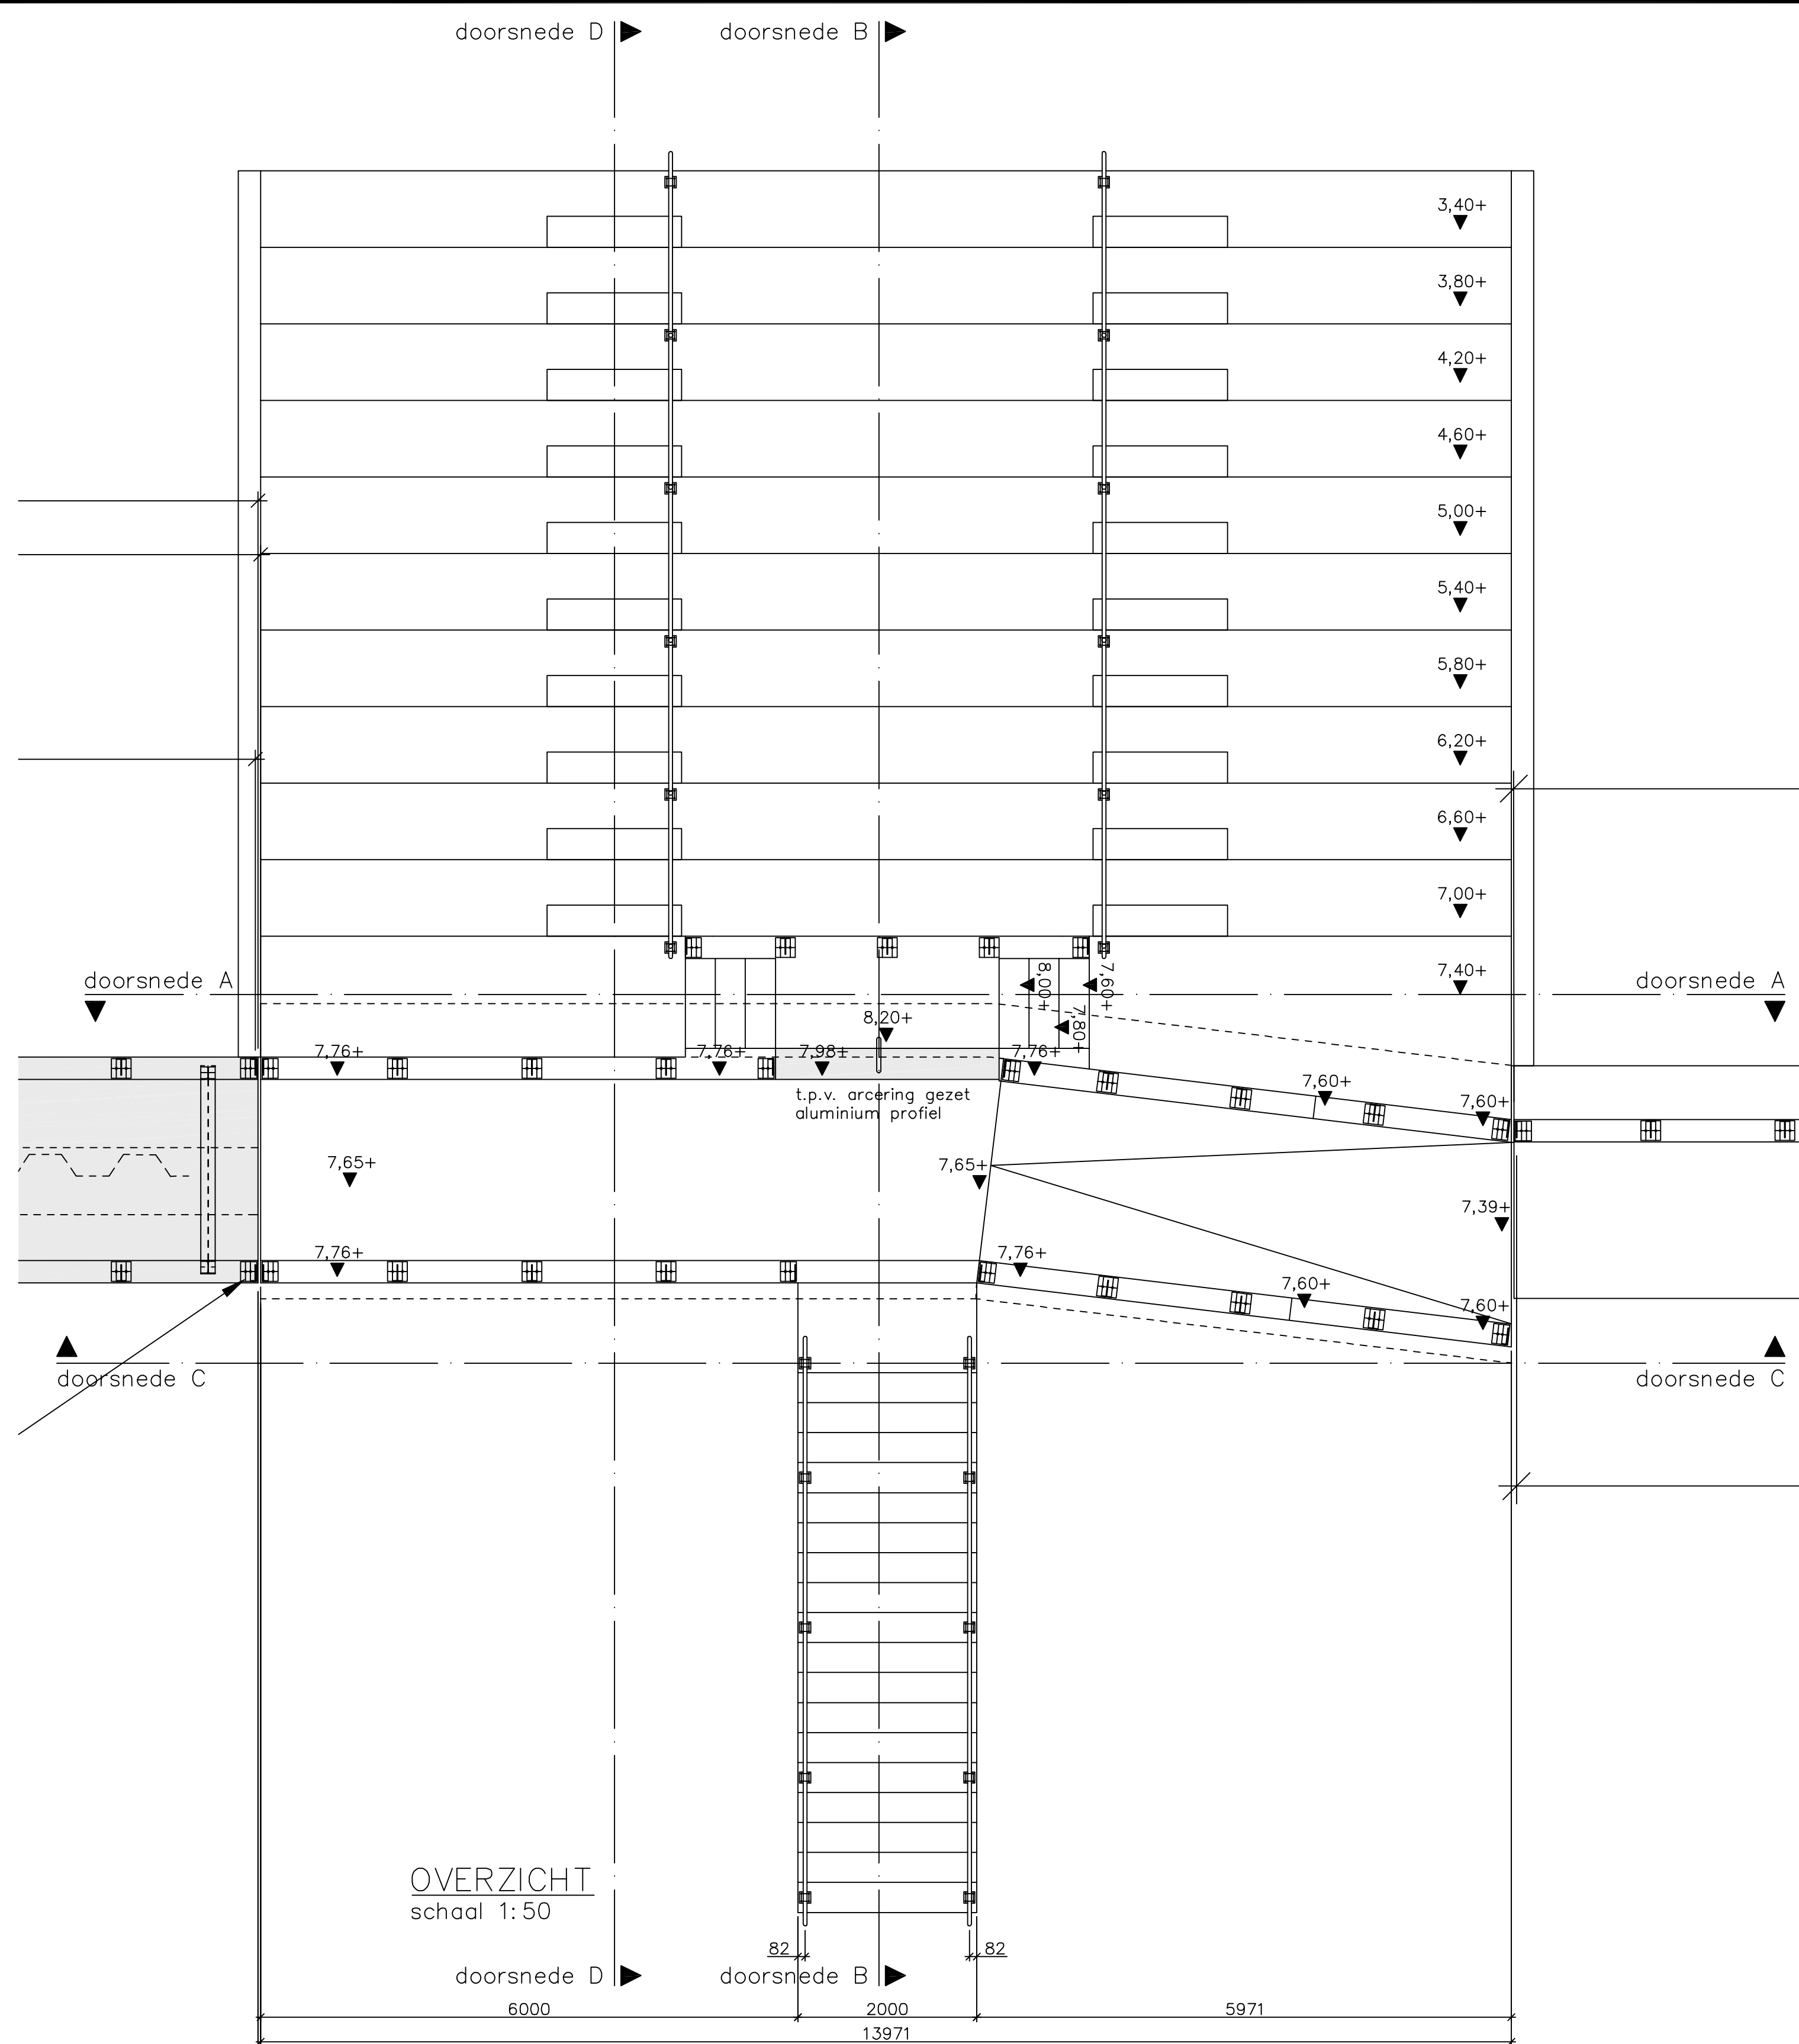 doorsnede D
doorsnede B
3,40+
3,80+
4,20+
4,60+
5,00+
5,40+
5,80+
6,20+
6,60+
7,00+
doorsnede A
8,00+
7,60+
7,40+
doorsnede A
8,20+
7,80+
7,76+
7,76+
7,98+
7,76+
t.p.v. arcering gezet
aluminium profiel
7,60+
7,60+
7,65+
7,65+
7,39+
7,76+
7,76+
7,60+
7,60+
doorsnede C
doorsnede C
OVERZICHT
schaal 1:50
82
82
doorsnede D
doorsnede B
6000
2000
5971
13971